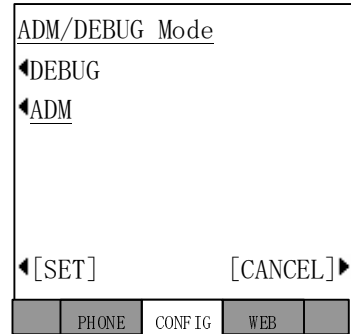 ADM/DEBUG Mode
◀DEBUG
◀ADM
◀[SET] [CANCEL]▶
PHONE CONFIG WEB